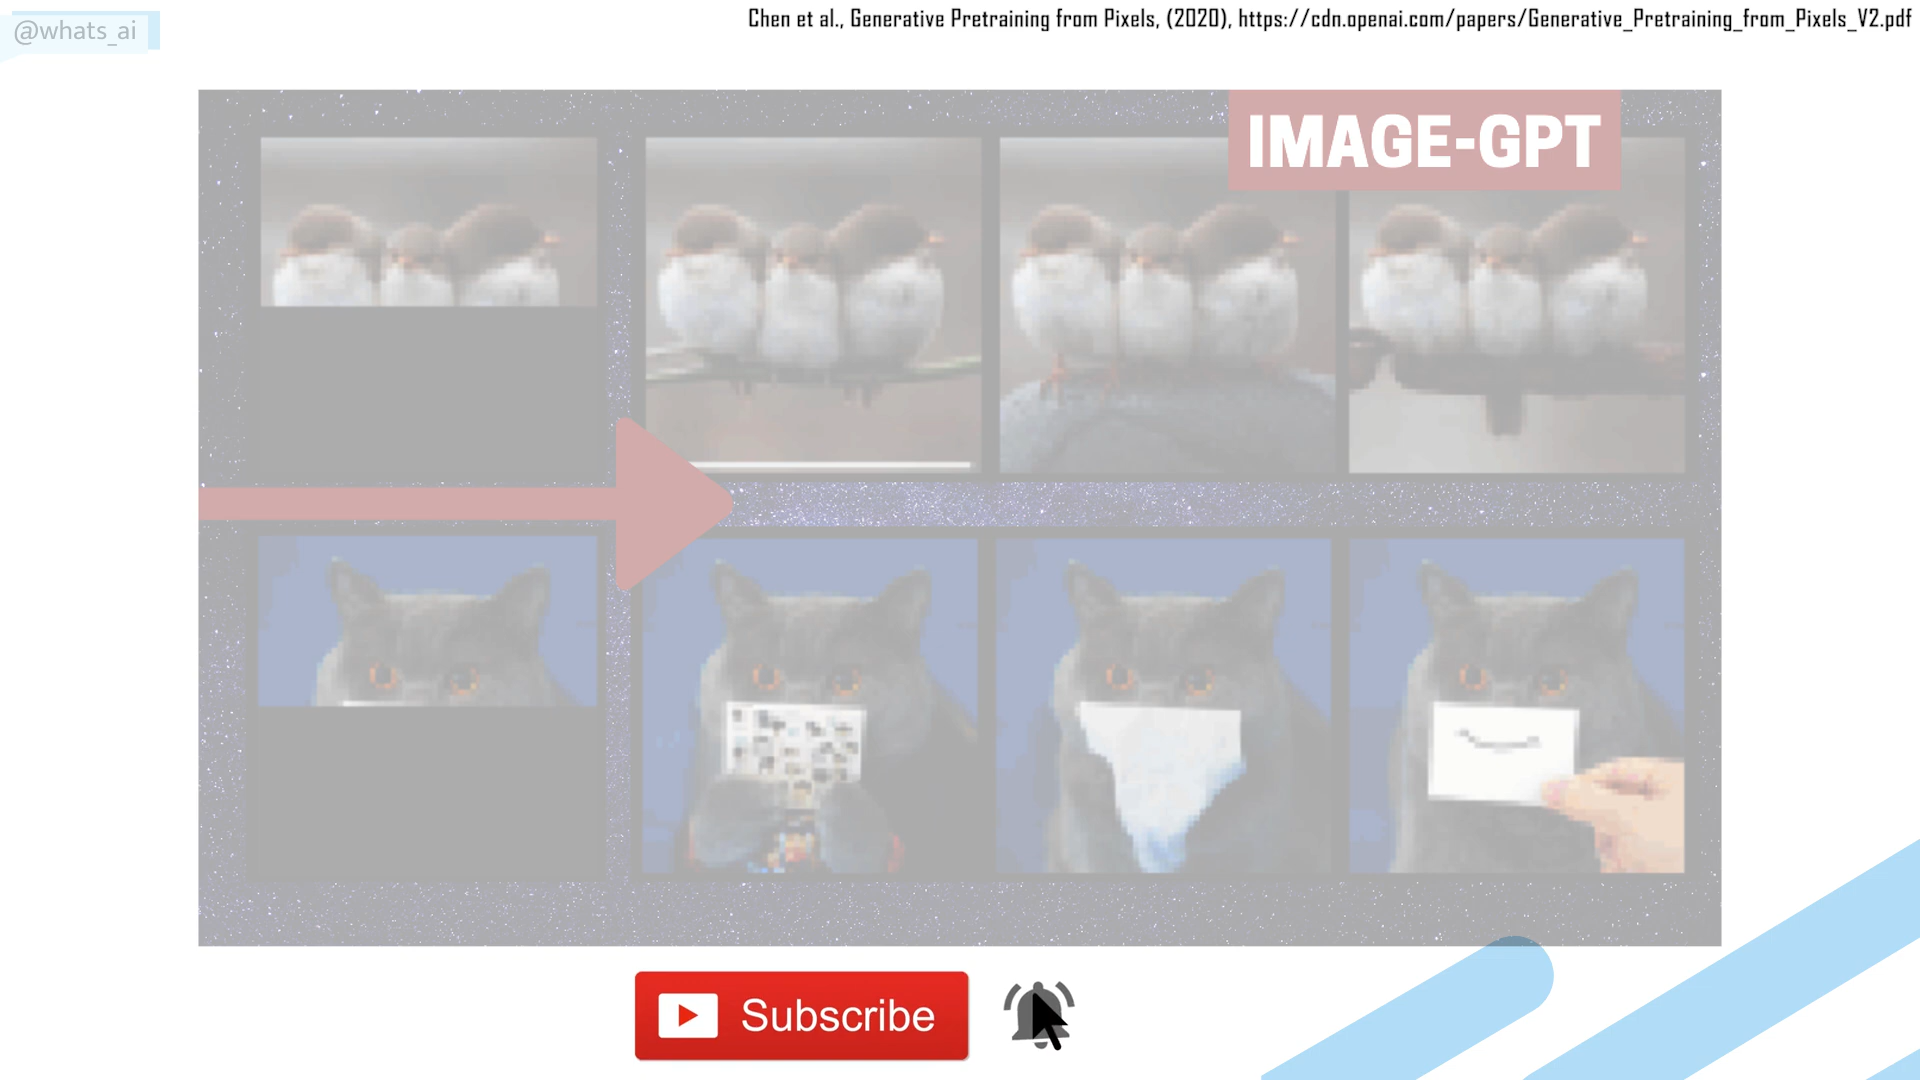 @whats_ai
Chen et al., Generative Pretraining from Pixels, (2020), https://cdn.openai.com/papers/Generative_Pretraining_from_Pixels_V2.pdf
IMAGE-GPT
Subscribe